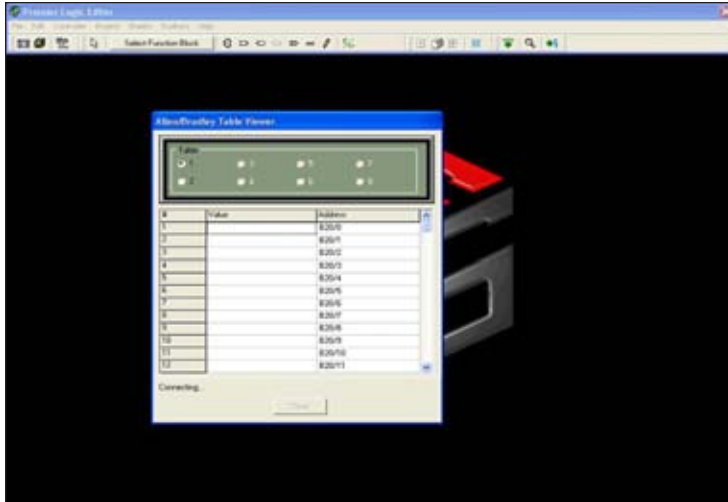 Premier Logic Editor
File Edit Controller
Select Function Block
Allen/Bradley Table Viewer
Table
1 3 5 7
2 4 6 8
# Value Address
1 B20/0
2 B20/1
3 B20/2
4 B20/3
5 B20/4
6 B20/5
7 B20/6
8 B20/7
9 B20/8
10 B20/9
11 B20/10
12 B20/11
Connecting...
Close